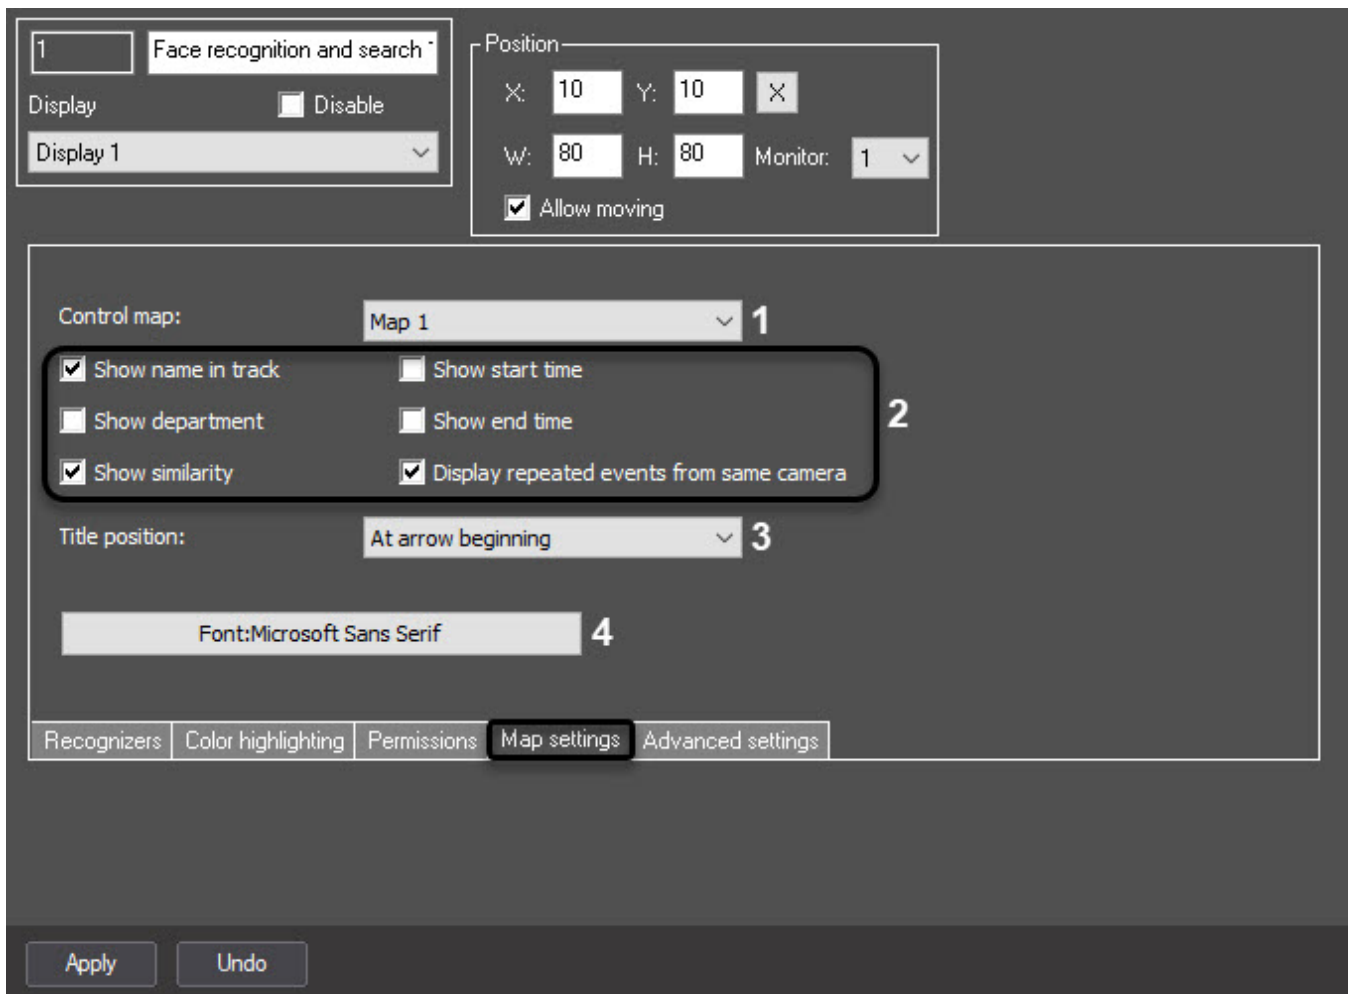 1
Face recognition and search
Display
Disable
Display 1
Position
X: 10 Y: 10 X
W: 80 H: 80 Monitor: 1
Allow moving
Control map: Map 1 1
Show name in track Show start time
Show department Show end time
2
Show similarity Display repeated events from same camera
Title position: At arrow beginning 3
Font:Microsoft Sans Serif 4
Recognizers Color highlighting Permissions Map settings Advanced settings
Apply Undo